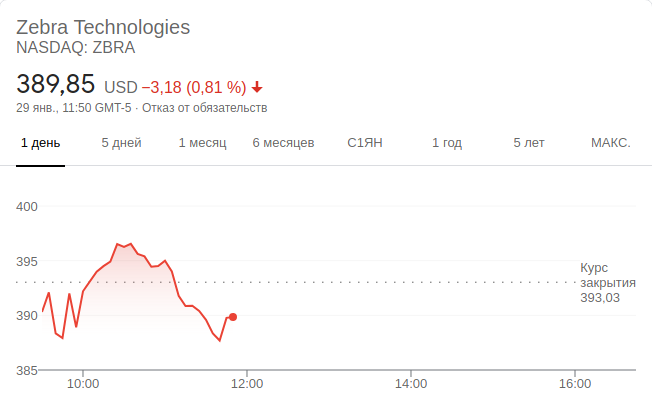 Zebra Technologies
NASDAQ: ZBRA
389,85 USD −3,18 (0,81 %)
29 янв., 11:50 GMT-5 · Отказ от обязательств
1 день 5 дней 1 месяц 6 месяцев С1ЯН 1 год 5 лет МАКС.
400
395
390
385
Курс
закрытия
393,03
10:00 12:00 14:00 16:00